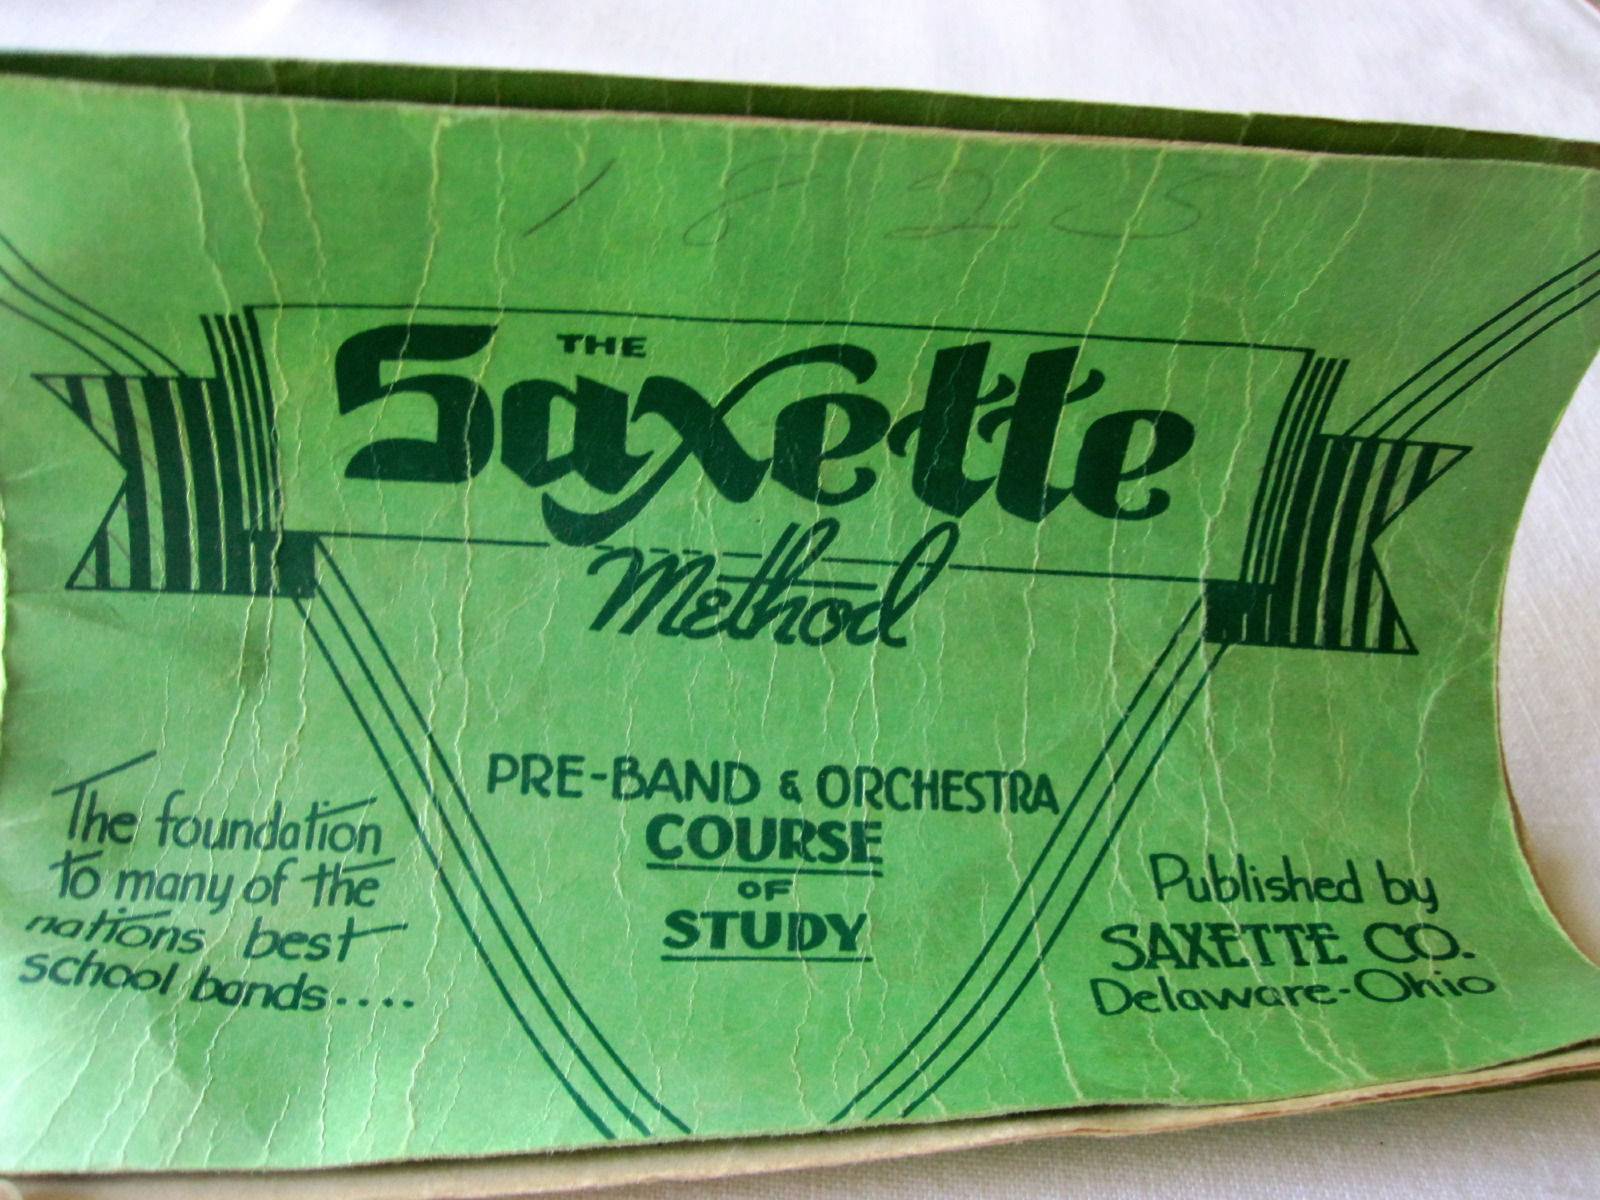 1825
THE
Saxette
Method
PRE-BAND & ORCHESTRA
COURSE
OF
STUDY
The foundation
to many of the
nations best
school bands....
Published by
SAXETTE CO.
Delaware-Ohio